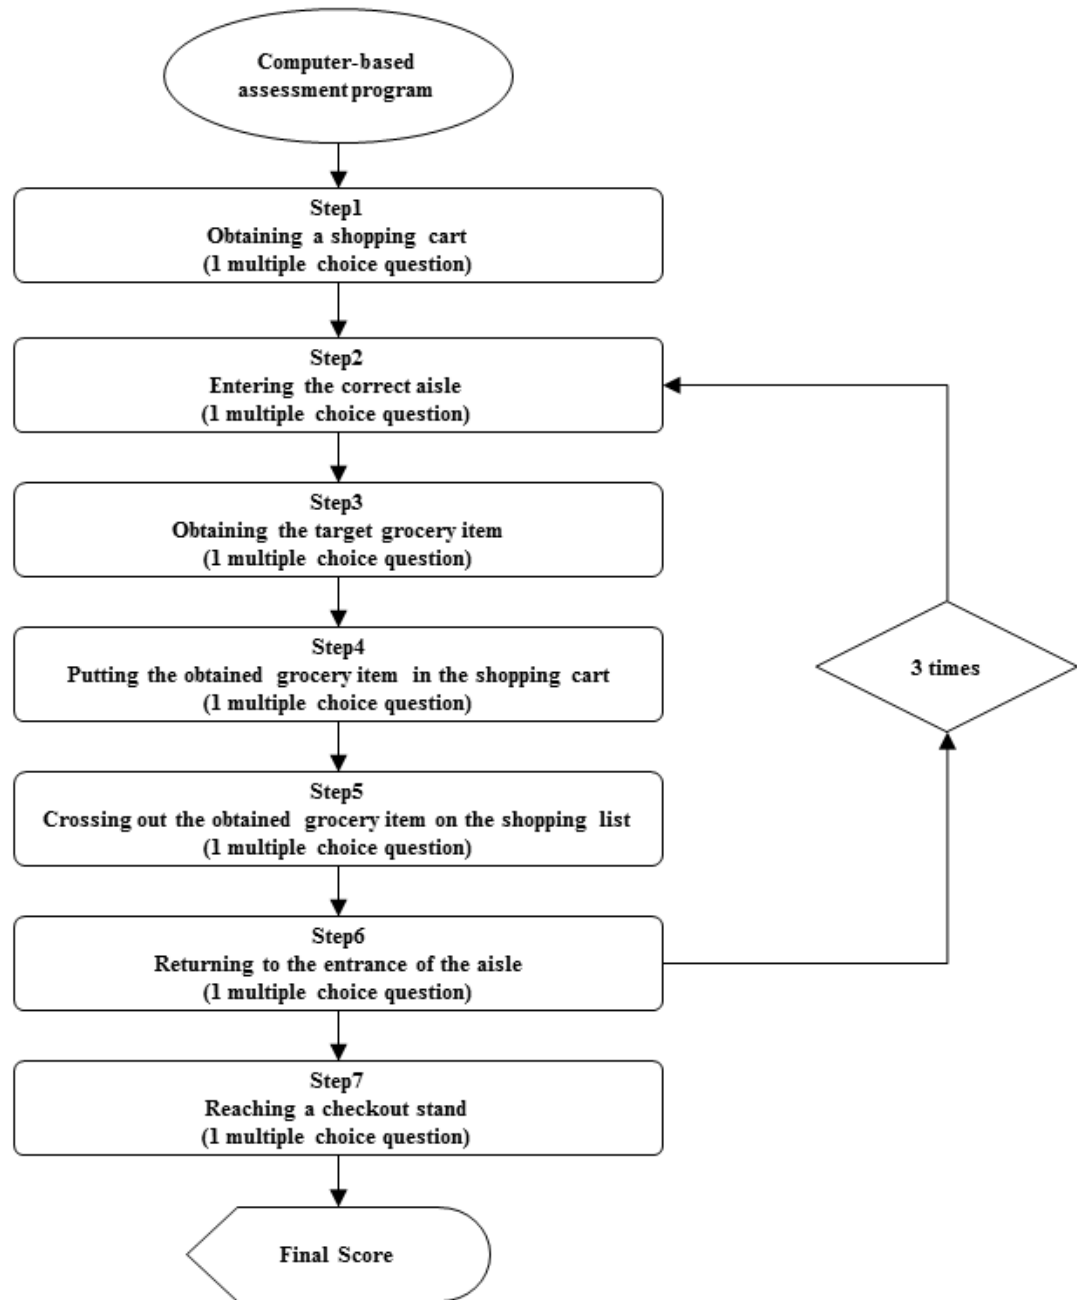 Computer-based
assessment program
Step1
Obtaining a shopping cart
(1 multiple choice question)
Step2
Entering the correct aisle
(1 multiple choice question)
Step3
Obtaining the target grocery item
(1 multiple choice question)
Step4
Putting the obtained grocery item in the shopping cart
(1 multiple choice question)
3 times
Step5
Crossing out the obtained grocery item on the shopping list
(1 multiple choice question)
Step6
Returning to the entrance of the aisle
(1 multiple choice question)
Step7
Reaching a checkout stand
(1 multiple choice question)
Final Score